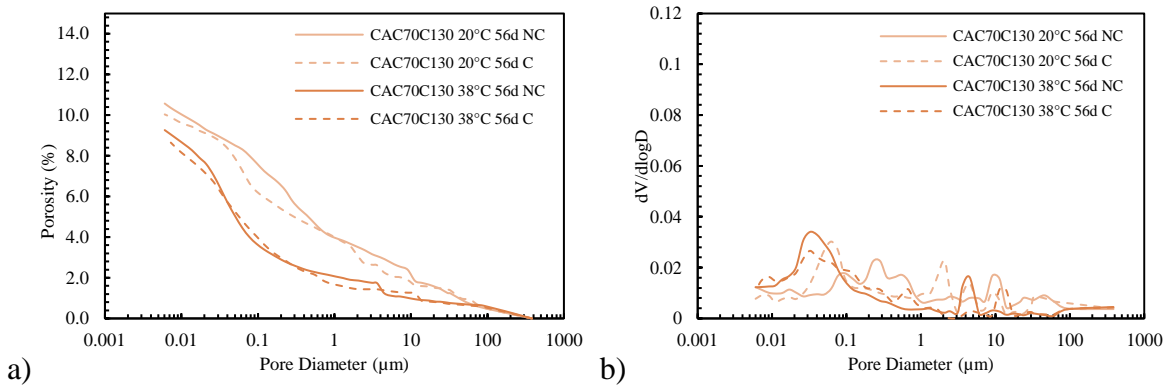 14.0
12.0
10.0
8.0
6.0
4.0
2.0
0.0
Porosity (%)
0.001
0.01
0.1
1
10
100
1000
Pore Diameter (µm)
CAC70C130 20°C 56d NC
CAC70C130 20°C 56d C
CAC70C130 38°C 56d NC
CAC70C130 38°C 56d C
a)
0.12
0.1
0.08
0.06
0.04
0.02
0
dV/dlogD
0.001
0.01
0.1
1
10
100
1000
Pore Diameter (µm)
CAC70C130 20°C 56d NC
CAC70C130 20°C 56d C
CAC70C130 38°C 56d NC
CAC70C130 38°C 56d C
b)